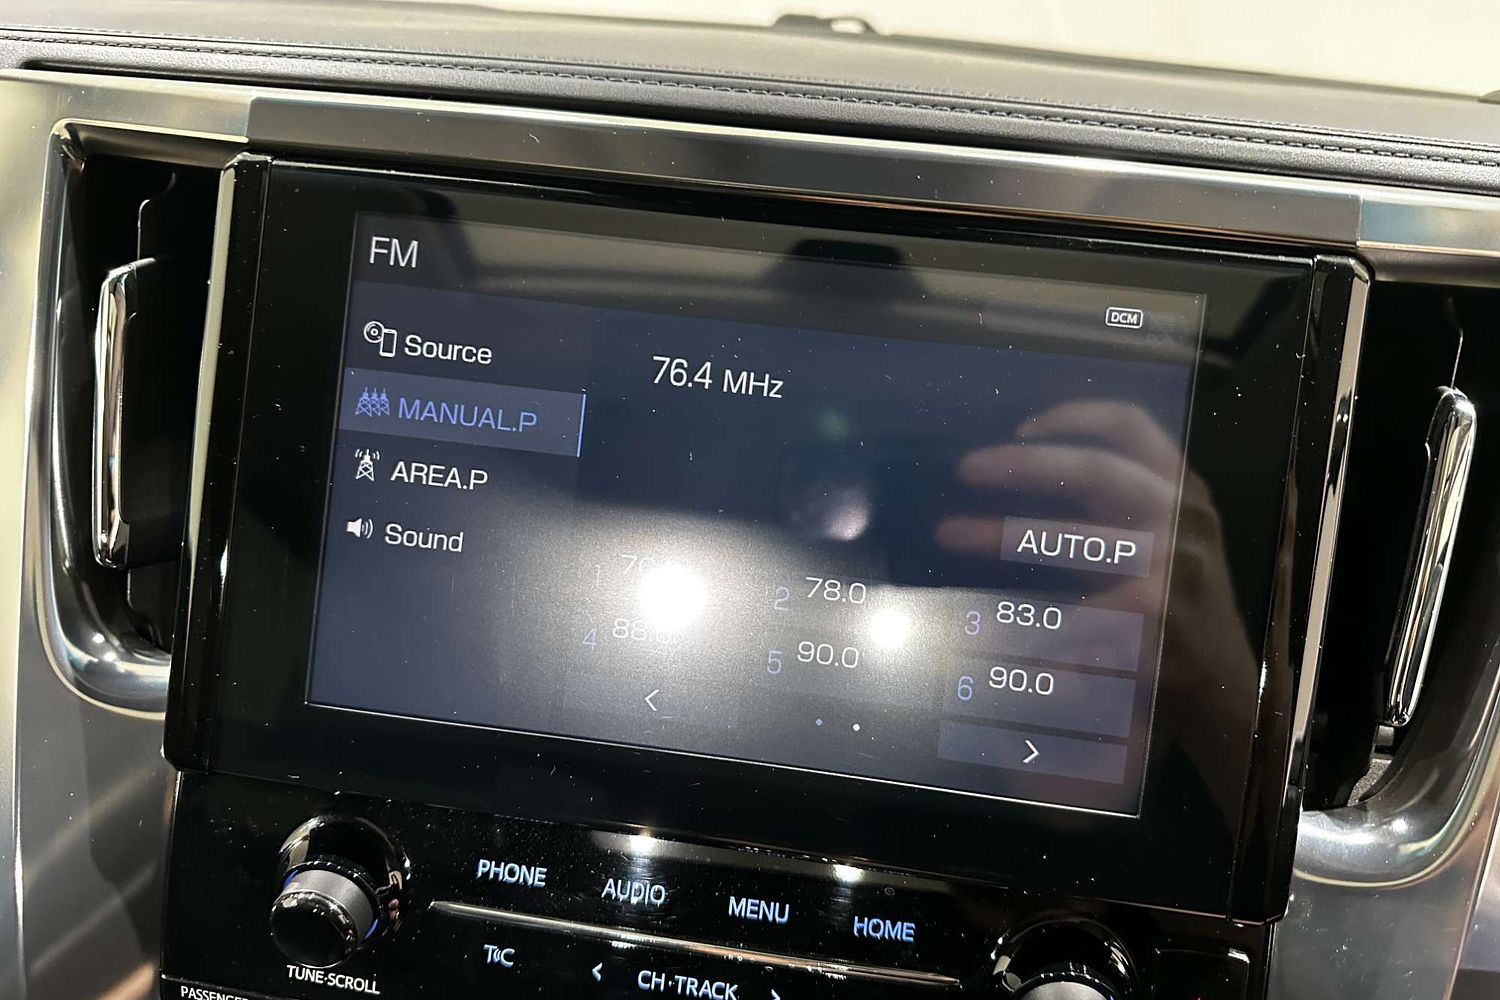 FM
DCM
Source
76.4 MHz
MANUAL.P
AREA.P
AUTO.P
Sound
1
2 78.0
3 83.0
4
5 90.0
6 90.0
<
>
PHONE
AUDIO
MENU
HOME
TUNE·SCROLL
T\C
< CH·TRACK >